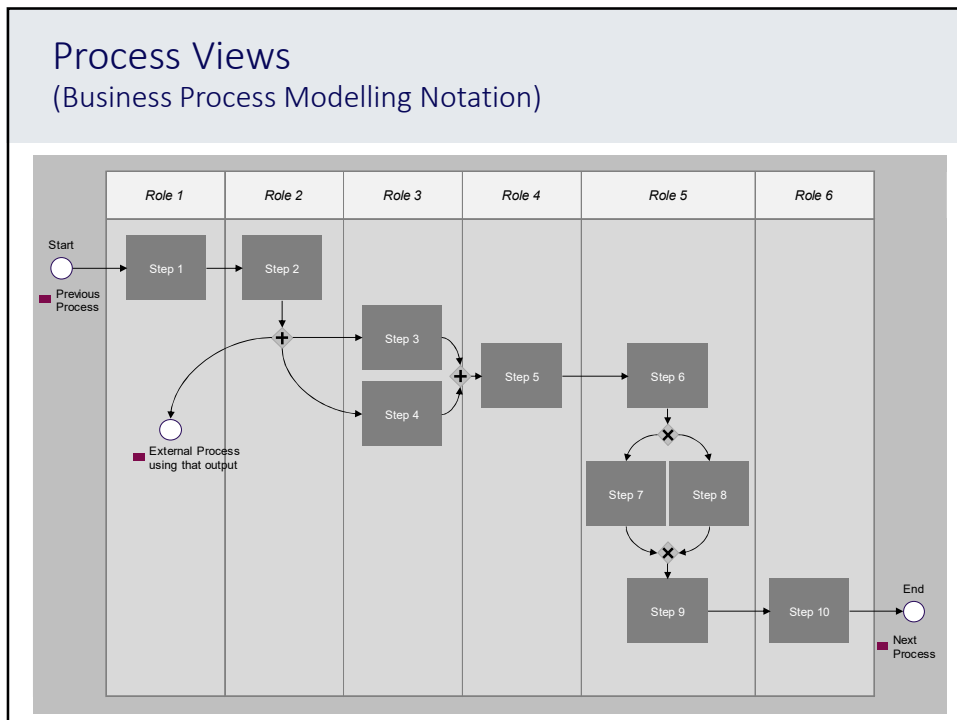 Process Views
(Business Process Modelling Notation)
Role 1
Role 2
Role 3
Role 4
Role 5
Role 6
Start
Step 1
Step 2
Previous
Process
Step 3
Step 4
Step 5
Step 6
External Process
using that output
Step 7
Step 8
Step 9
Step 10
End
Next
Process